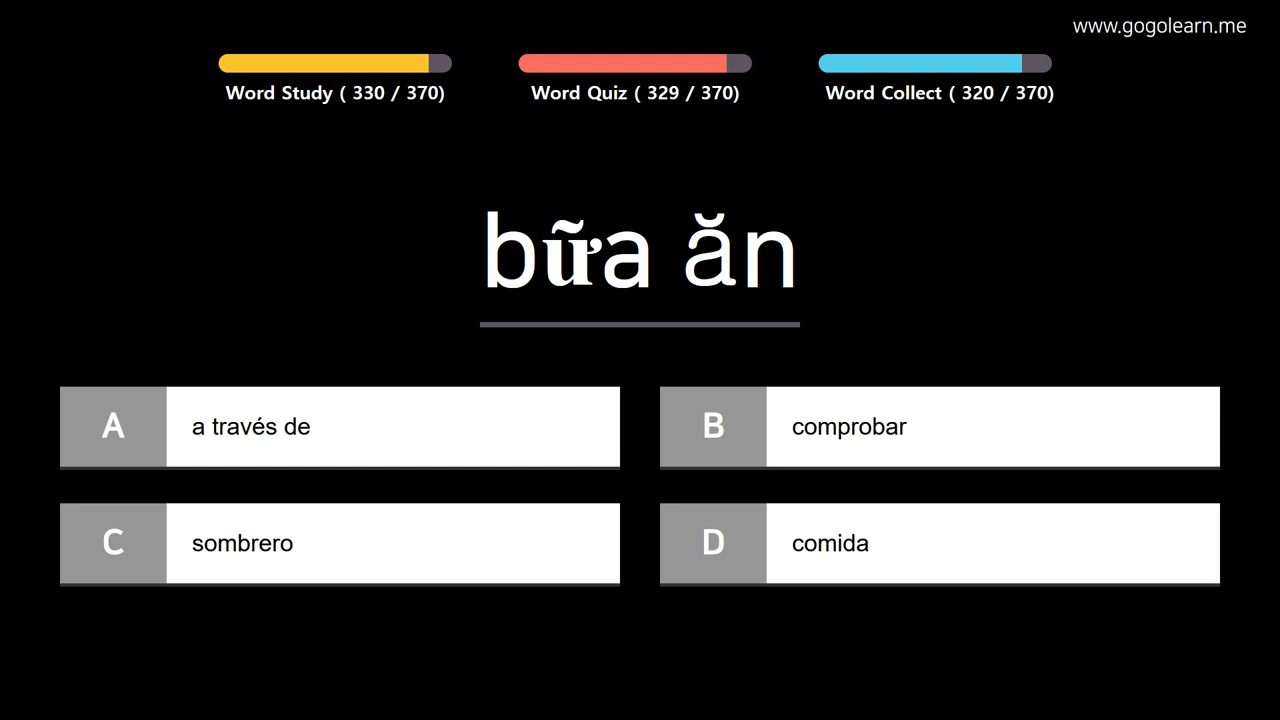 www.gogolearn.me
Word Study ( 330 / 370)
Word Quiz ( 329 / 370)
Word Collect ( 320 / 370)
bữa ăn
A
a través de
B
comprobar
C
sombrero
D
comida